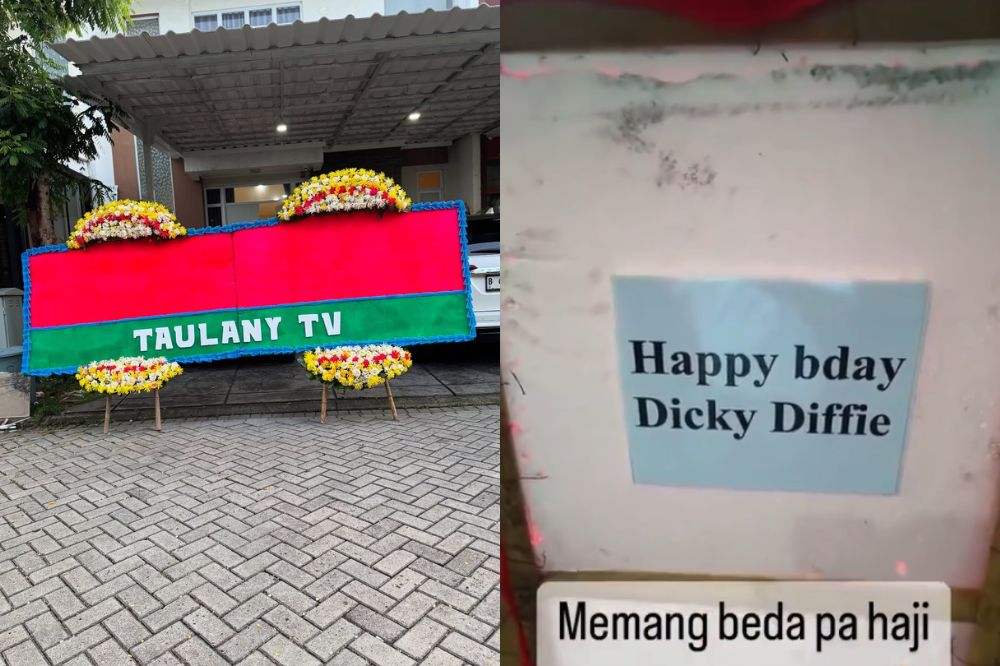 TAULANY TV
B
Happy bday
Dicky Diffie
Memang beda pa haji